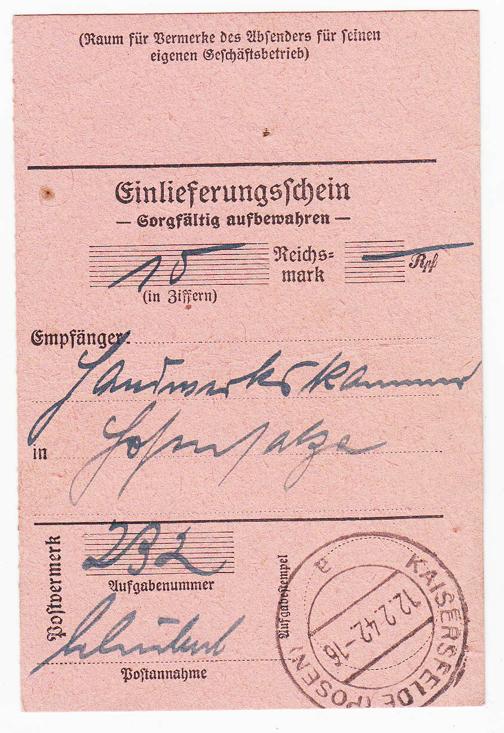 (Raum für Vermerke des Absenders für seinen
eigenen Geschäftsbetrieb)
Einlieferungsschein
— Sorgfältig aufbewahren —
15 Reichs-
mark — Rpf
(in Ziffern)
Empfänger:
Handwerkskammer
in Hohensalza
232
Aufgabenummer
Postvermerk
Postannahme
Aufgabestempel
KAISERSFELDE (POSEN)
12.2.42.-16
a